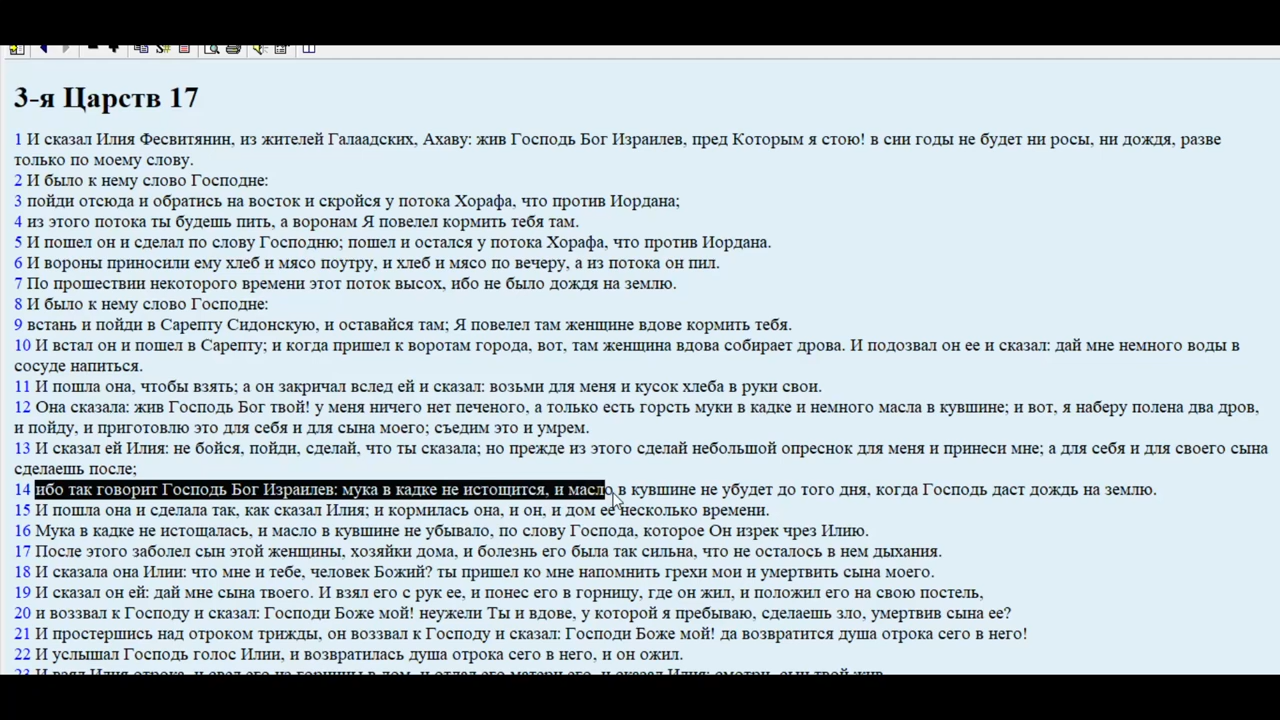 3-я Царств 17
1 И сказал Илия Фесвитянин, из жителей Галаадских, Ахаву: жив Господь Бог Израилев, пред Которым я стою! в сии годы не будет ни росы, ни дождя, разве
только по моему слову.
2 И было к нему слово Господне:
3 пойди отсюда и обратись на восток и скройся у потока Хорафа, что против Иордана;
4 из этого потока ты будешь пить, а воронам Я повелел кормить тебя там.
5 И пошел он и сделал по слову Господню; пошел и остался у потока Хорафа, что против Иордана.
6 И вороны приносили ему хлеб и мясо поутру, и хлеб и мясо по вечеру, а из потока он пил.
7 По прошествии некоторого времени этот поток высох, ибо не было дождя на землю.
8 И было к нему слово Господне:
9 встань и пойди в Сарепту Сидонскую, и оставайся там; Я повелел там женщине вдове кормить тебя.
10 И встал он и пошел в Сарепту; и когда пришел к воротам города, вот, там женщина вдова собирает дрова. И подозвал он ее и сказал: дай мне немного воды в
сосуде напиться.
11 И пошла она, чтобы взять; а он закричал вслед ей и сказал: возьми для меня и кусок хлеба в руки свои.
12 Она сказала: жив Господь Бог твой! у меня ничего нет печеного, а только есть горсть муки в кадке и немного масла в кувшине; и вот, я наберу полена два дров,
и пойду, и приготовлю это для себя и для сына моего; съедим это и умрем.
13 И сказал ей Илия: не бойся, пойди, сделай, что ты сказала; но прежде из этого сделай небольшой опреснок для меня и принеси мне; а для себя и для своего сына
сделаешь после;
14 ибо так говорит Господь Бог Израилев: мука в кадке не истощится, и масло в кувшине не убудет до того дня, когда Господь даст дождь на землю.
15 И пошла она и сделала так, как сказал Илия; и кормилась она, и он, и дом ее несколько времени.
16 Мука в кадке не истощалась, и масло в кувшине не убывало, по слову Господа, которое Он изрек чрез Илию.
17 После этого заболел сын этой женщины, хозяйки дома, и болезнь его была так сильна, что не осталось в нем дыхания.
18 И сказала она Илии: что мне и тебе, человек Божий? ты пришел ко мне напомнить грехи мои и умертвить сына моего.
19 И сказал он ей: дай мне сына твоего. И взял его с рук ее, и понес его в горницу, где он жил, и положил его на свою постель,
20 и воззвал к Господу и сказал: Господи Боже мой! неужели Ты и вдове, у которой я пребываю, сделаешь зло, умертвив сына ее?
21 И простершись над отроком трижды, он воззвал к Господу и сказал: Господи Боже мой! да возвратится душа отрока сего в него!
22 И услышал Господь голос Илии, и возвратилась душа отрока сего в него, и он ожил.
23 И взял Илия отрока, и свел его из горницы в дом, и отдал его матери его, и сказал Илия: смотри, сын твой жив.